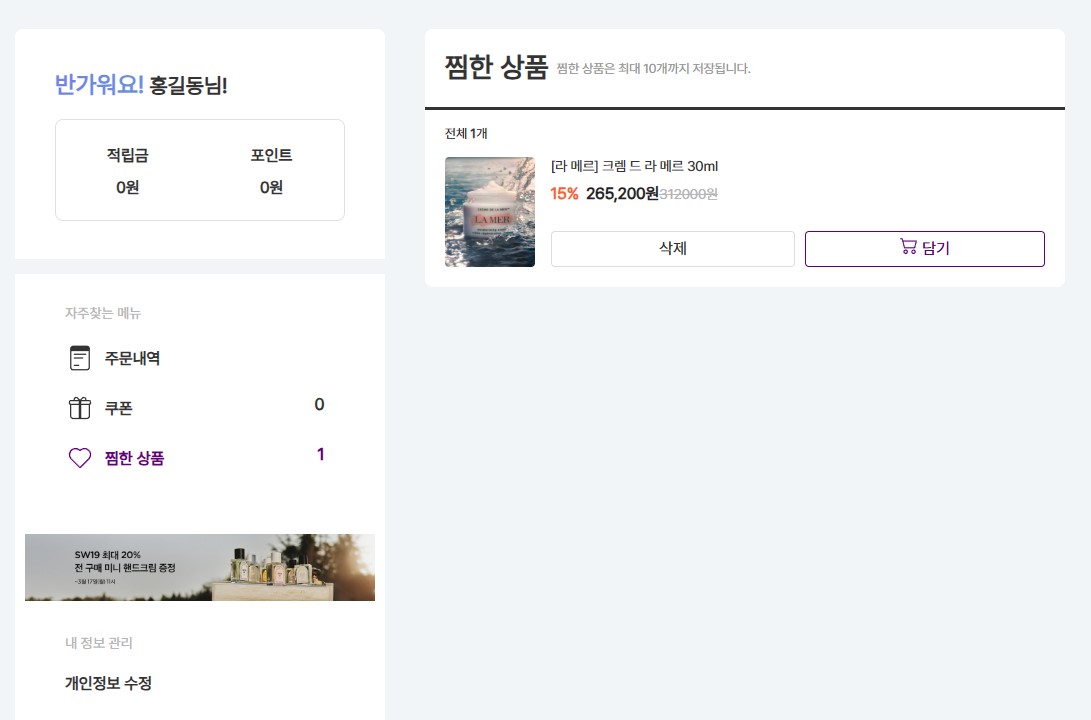 반가워요! 홍길동님!
적립금 포인트
0원 0원
자주찾는 메뉴
주문내역
쿠폰 0
찜한 상품 1
SW19 최대 20%
전 구매 미니 핸드크림 증정
~3월 17일(월) 11시
내 정보 관리
개인정보 수정
찜한 상품 찜한 상품은 최대 10개까지 저장됩니다.
전체 1개
LA MER
[라 메르] 크렘 드 라 메르 30ml
15% 265,200원312000원
삭제 담기